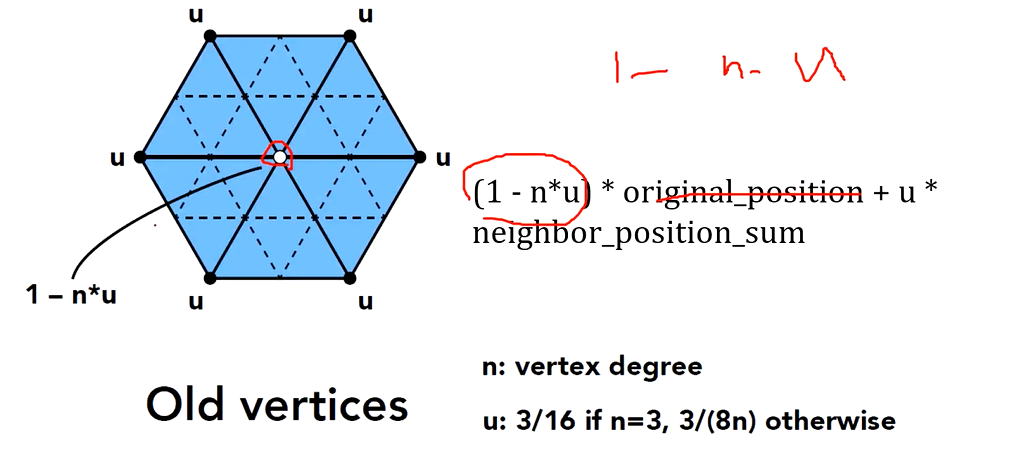 u u
1 - n - u
u u
(1 - n*u) * original_position + u *
neighbor_position_sum
1 – n*u
u u
n: vertex degree
Old vertices
u: 3/16 if n=3, 3/(8n) otherwise